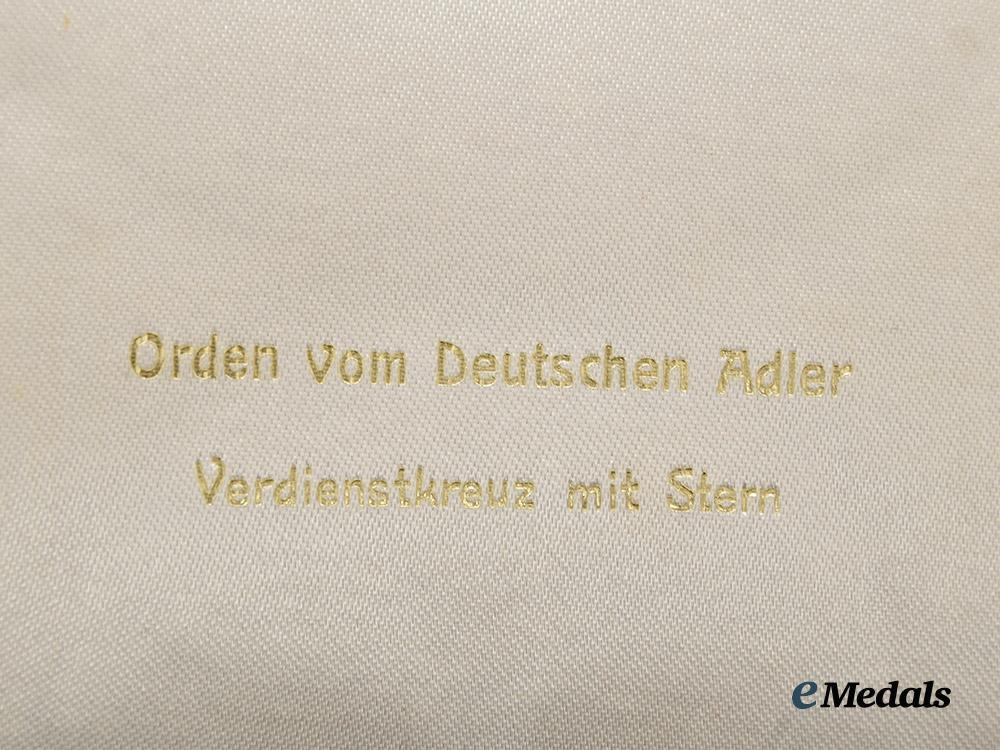 Orden vom Deutschen Adler
Verdienstkreuz mit Stern
eMedals